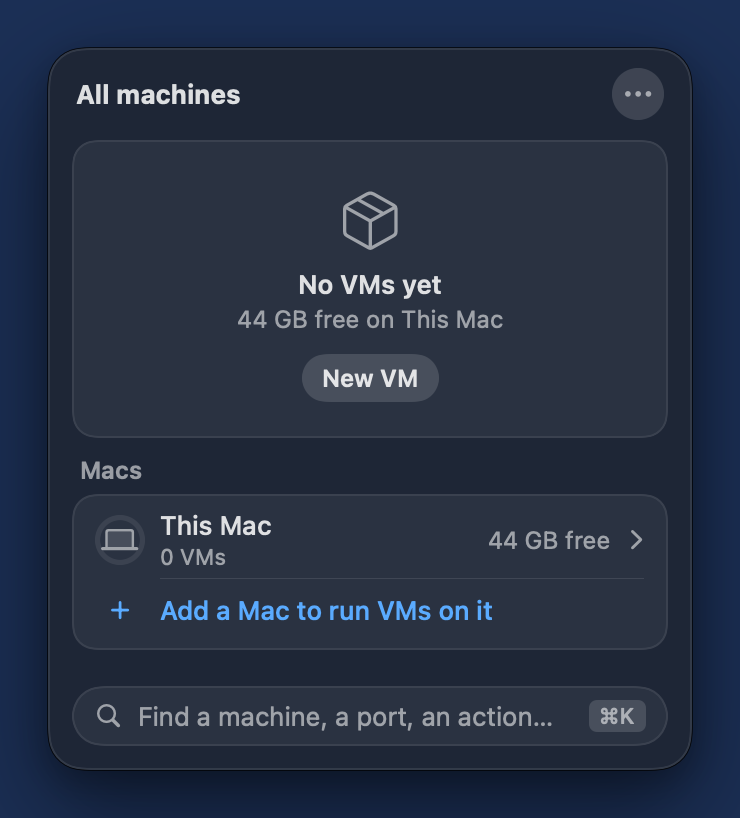 All machines
No VMs yet
44 GB free on This Mac
New VM
Macs
This Mac
44 GB free
0 VMs
Add a Mac to run VMs on it
Find a machine, a port, an action...
⌘K